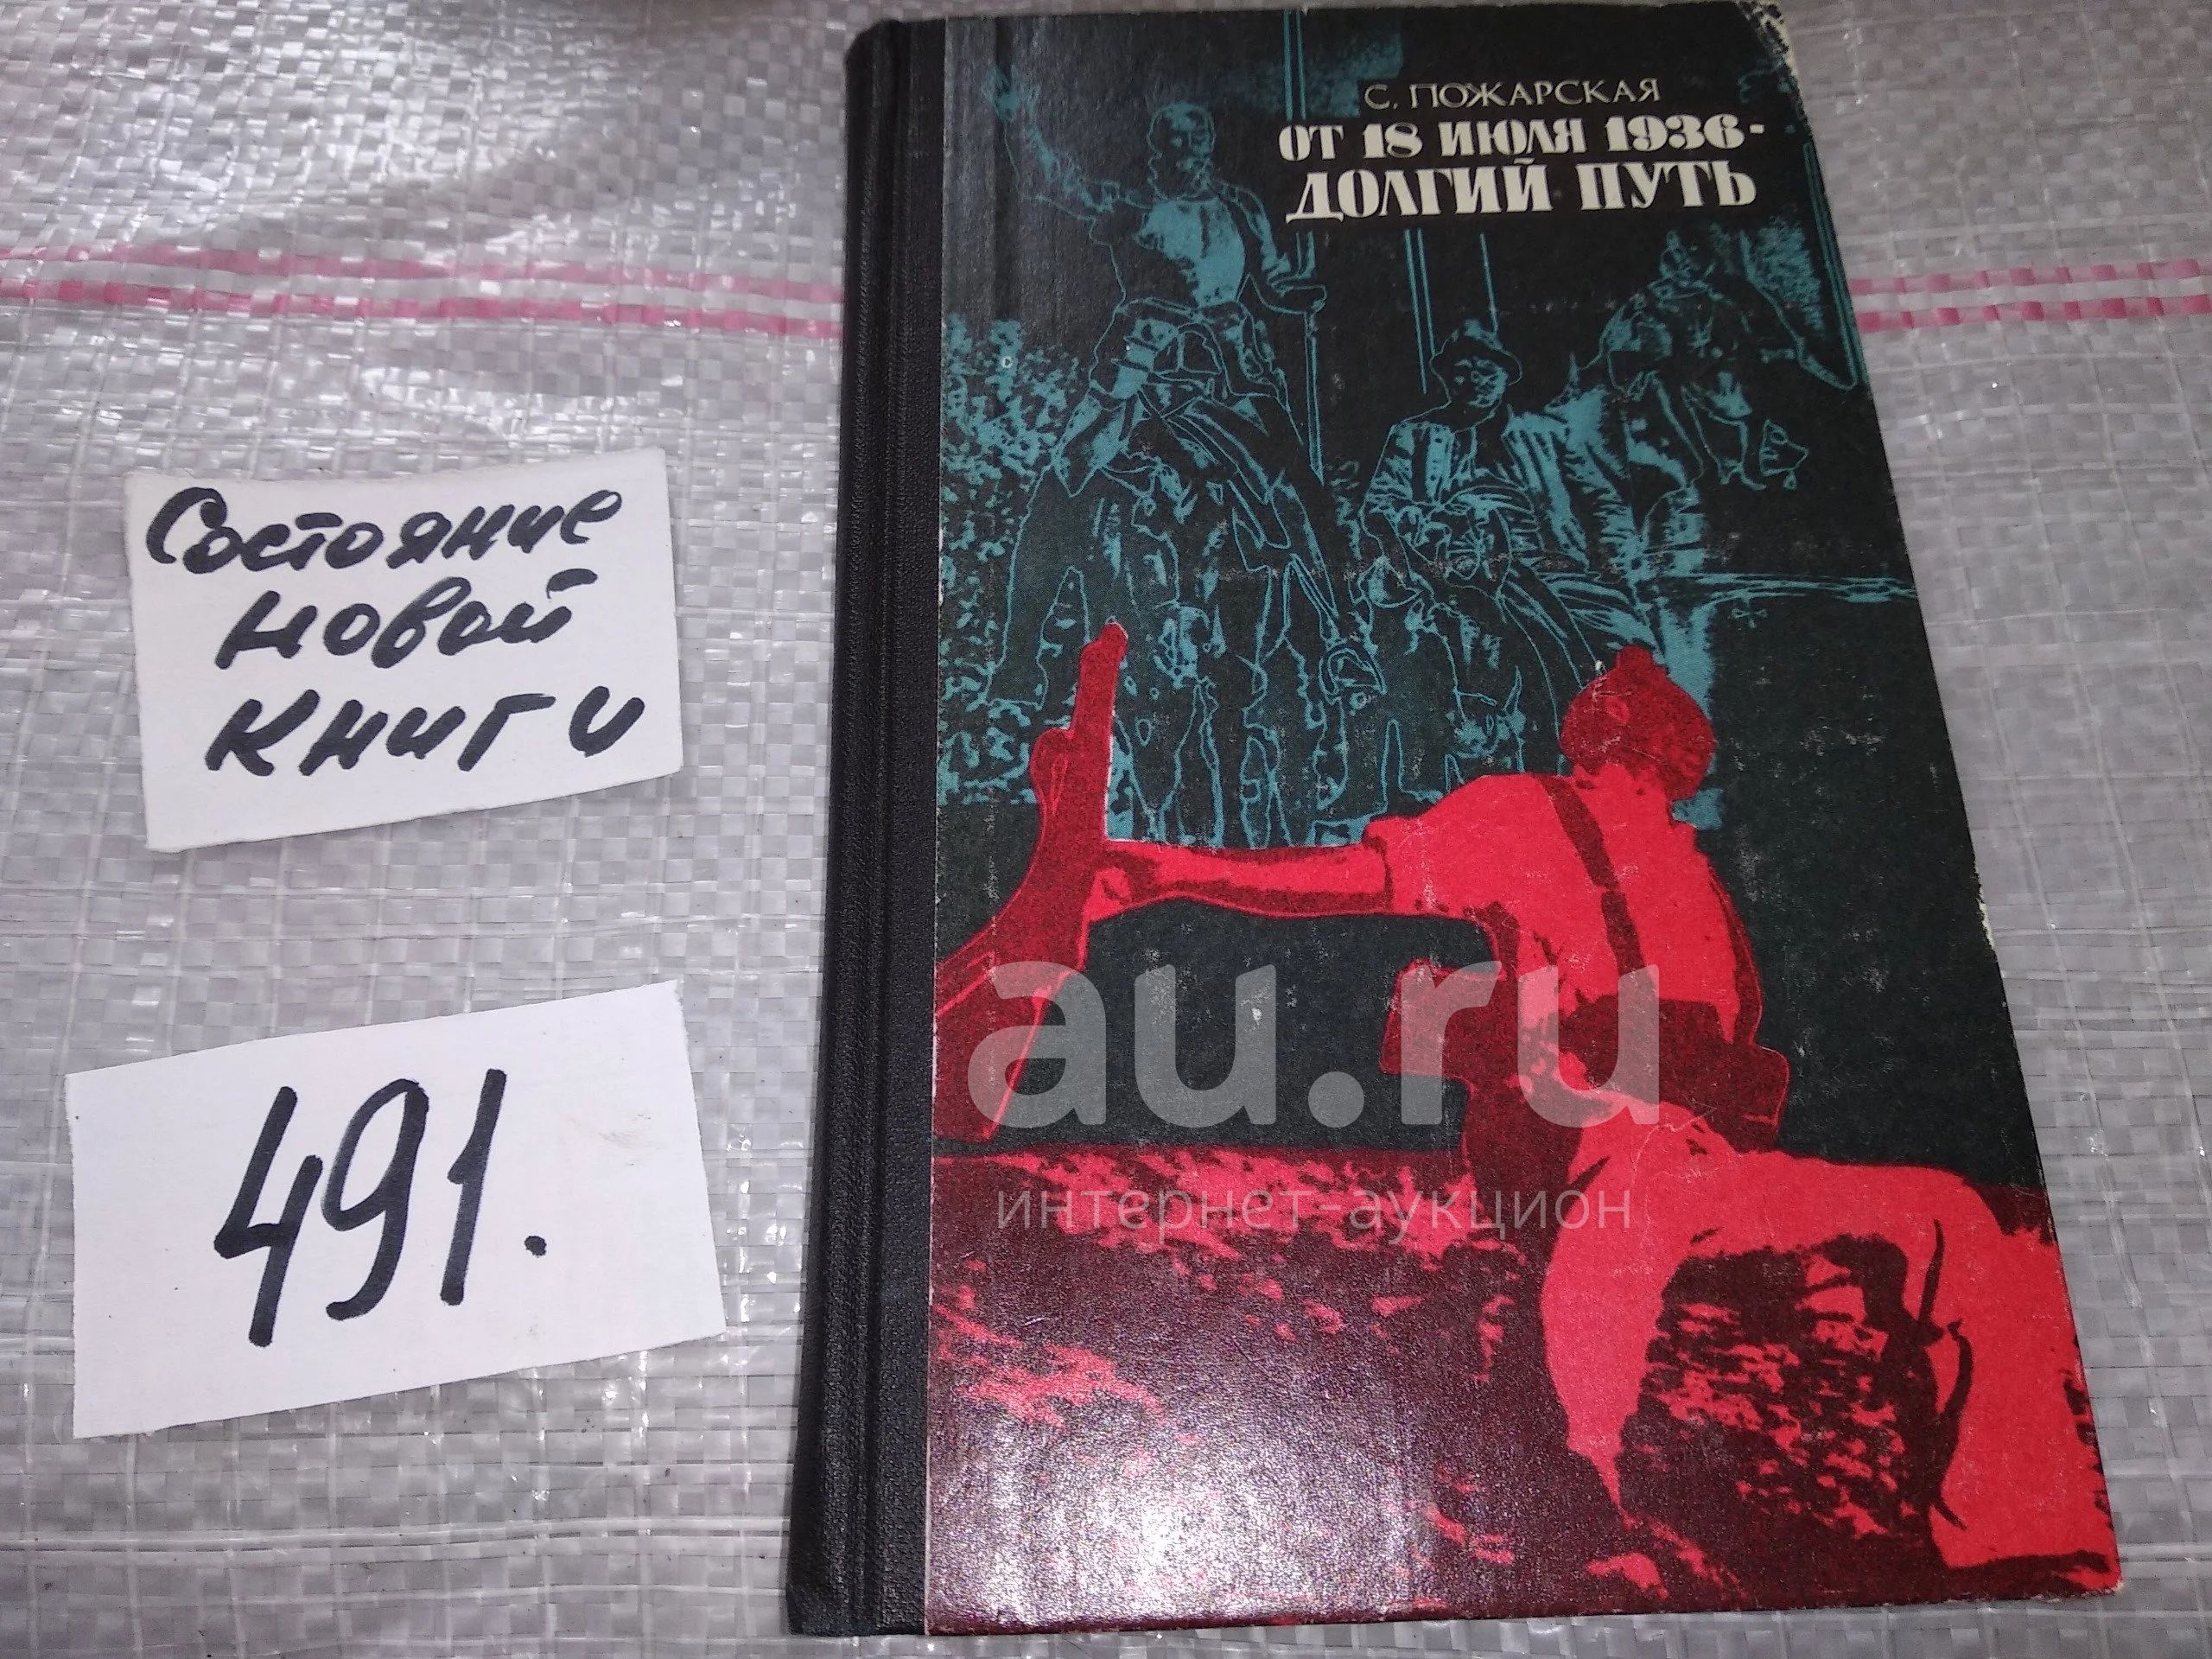 С. ПОЖАРСКАЯ
ОТ 18 ИЮЛЯ 1936-
ДОЛГИЙ ПУТЬ
Состояние
новой
книги
491.
au.ru
интернет-аукцион